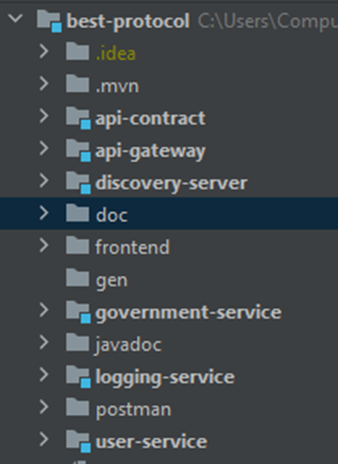 best-protocol C:\Users\Compu
.idea
.mvn
api-contract
api-gateway
discovery-server
doc
frontend
gen
government-service
javadoc
logging-service
postman
user-service